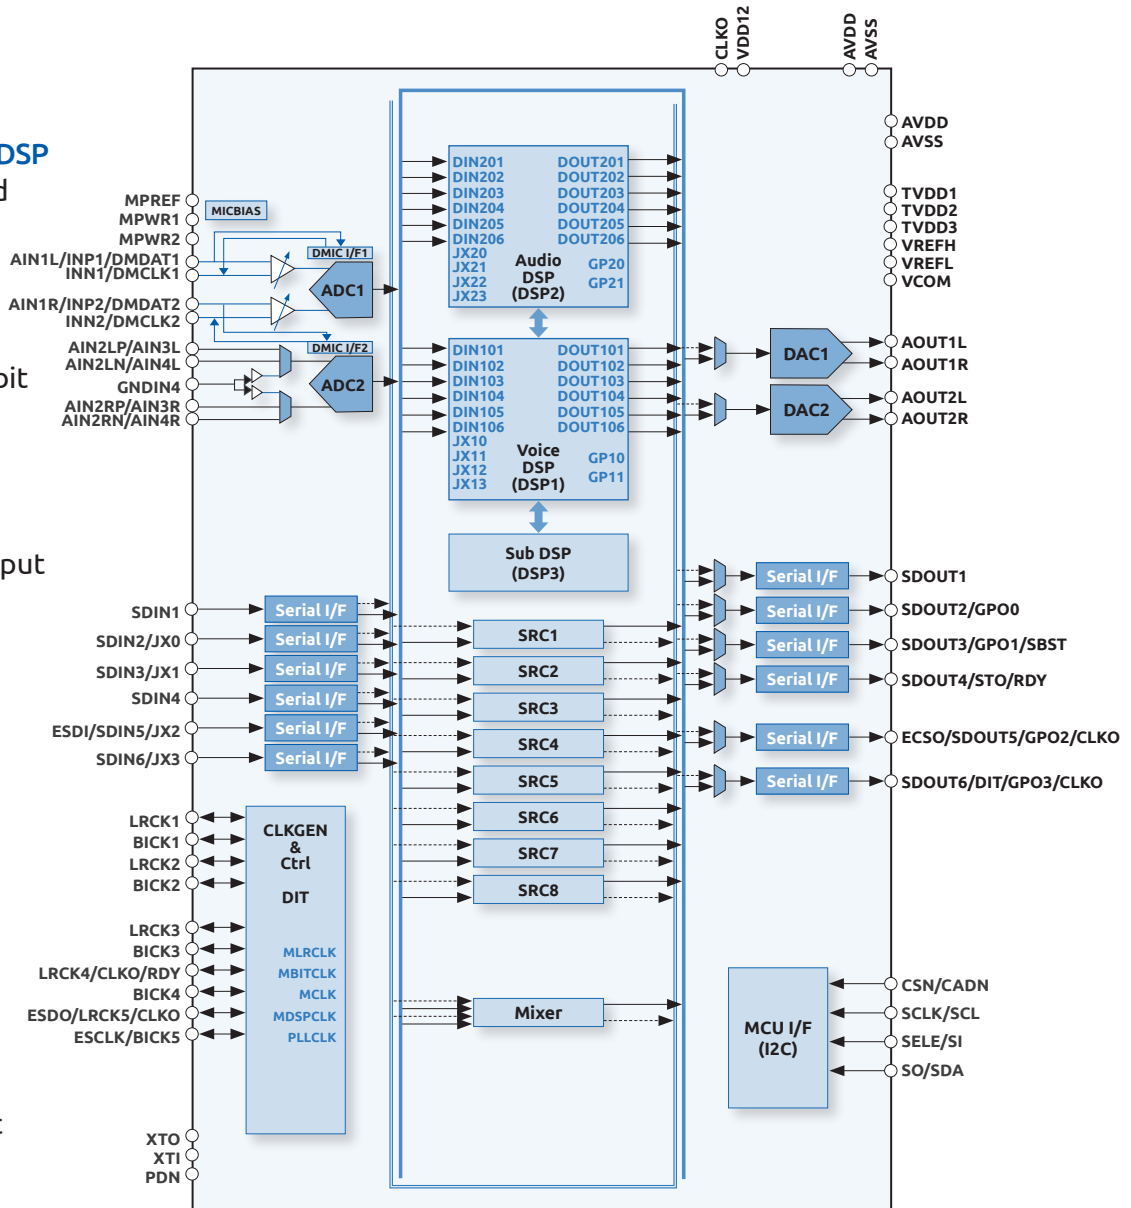 CLKO
VDD12
AVDD
AVSS
DSP
d
bit
put
t
MPREF
MPWR1
MPWR2
AIN1L/INP1/DMDAT1
INN1/DMCLK1
AIN1R/INP2/DMDAT2
INN2/DMCLK2
AIN2LP/AIN3L
AIN2LN/AIN4L
GNDIN4
AIN2RP/AIN3R
AIN2RN/AIN4R
MICBIAS
DMIC I/F1
ADC1
DMIC I/F2
ADC2
DIN201 DOUT201
DIN202 DOUT202
DIN203 DOUT203
DIN204 DOUT204
DIN205 DOUT205
DIN206 DOUT206
JX20
JX21
JX22
JX23
Audio
DSP
(DSP2)
GP20
GP21
DIN101 DOUT101
DIN102 DOUT102
DIN103 DOUT103
DIN104 DOUT104
DIN105 DOUT105
DIN106 DOUT106
JX10
JX11
JX12
JX13
Voice
DSP
(DSP1)
GP10
GP11
Sub DSP
(DSP3)
AVDD
AVSS
TVDD1
TVDD2
TVDD3
VREFH
VREFL
VCOM
DAC1
AOUT1L
AOUT1R
DAC2
AOUT2L
AOUT2R
SDIN1
Serial I/F
SDIN2/JX0
Serial I/F
SDIN3/JX1
Serial I/F
SDIN4
Serial I/F
ESDI/SDIN5/JX2
Serial I/F
SDIN6/JX3
Serial I/F
SRC1
SRC2
SRC3
SRC4
SRC5
SRC6
SRC7
SRC8
Mixer
Serial I/F
SDOUT1
Serial I/F
SDOUT2/GPO0
Serial I/F
SDOUT3/GPO1/SBST
Serial I/F
SDOUT4/STO/RDY
Serial I/F
ECSO/SDOUT5/GPO2/CLKO
Serial I/F
SDOUT6/DIT/GPO3/CLKO
LRCK1
BICK1
LRCK2
BICK2
LRCK3
BICK3
LRCK4/CLKO/RDY
BICK4
ESDO/LRCK5/CLKO
ESCLK/BICK5
CLKGEN
&
Ctrl
DIT
MLRCLK
MBITCLK
MCLK
MDSPCLK
PLLCLK
XTO
XTI
PDN
MCU I/F
(I2C)
CSN/CADN
SCLK/SCL
SELE/SI
SO/SDA